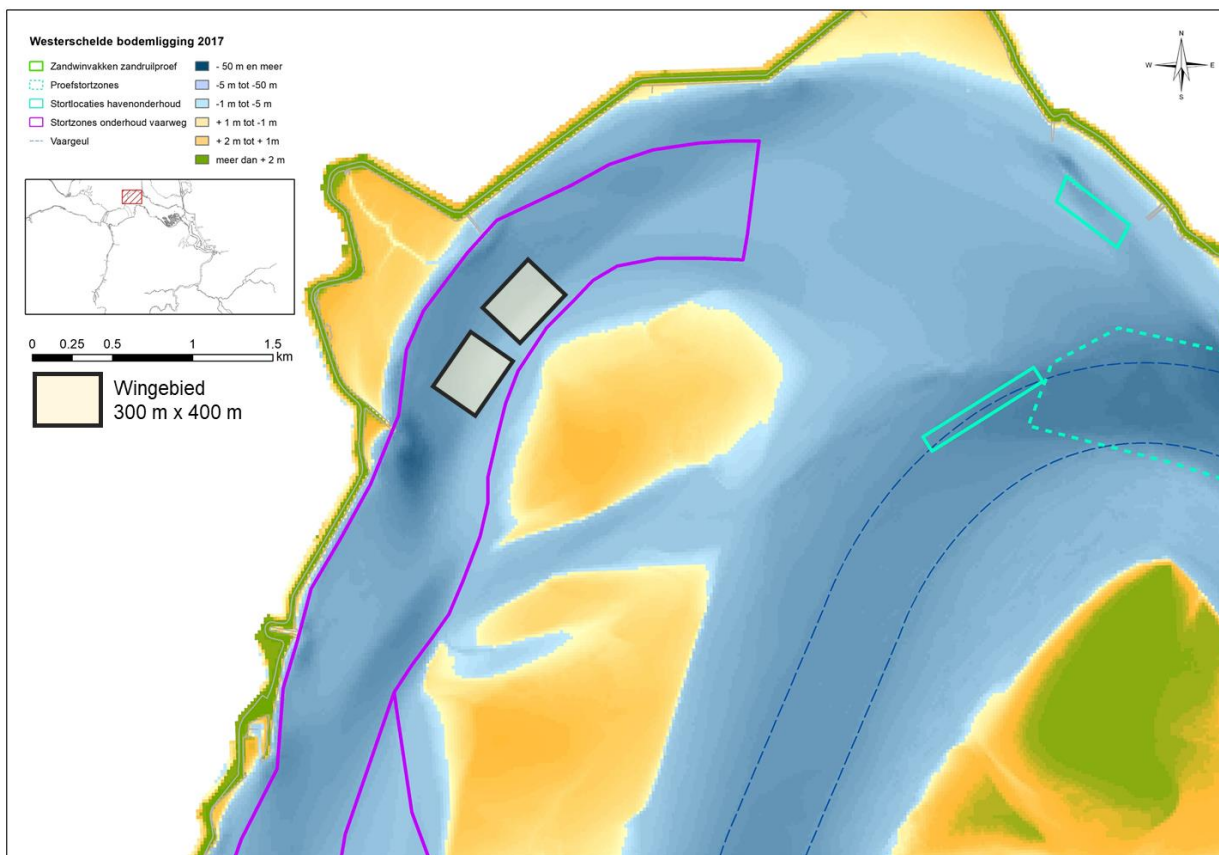 Westerschelde bodemligging 2017
Zandwinvakken zandruilproef
Proefstortzones
Stortlocaties havenonderhoud
Stortzones onderhoud vaarweg
Vaargeul
- 50 m en meer
-5 m tot -50 m
-1 m tot -5 m
+ 1 m tot -1 m
+ 2 m tot + 1m
meer dan + 2 m
N
W E
S
0 0.25 0.5 1 1.5
km
Wingebied
300 m x 400 m